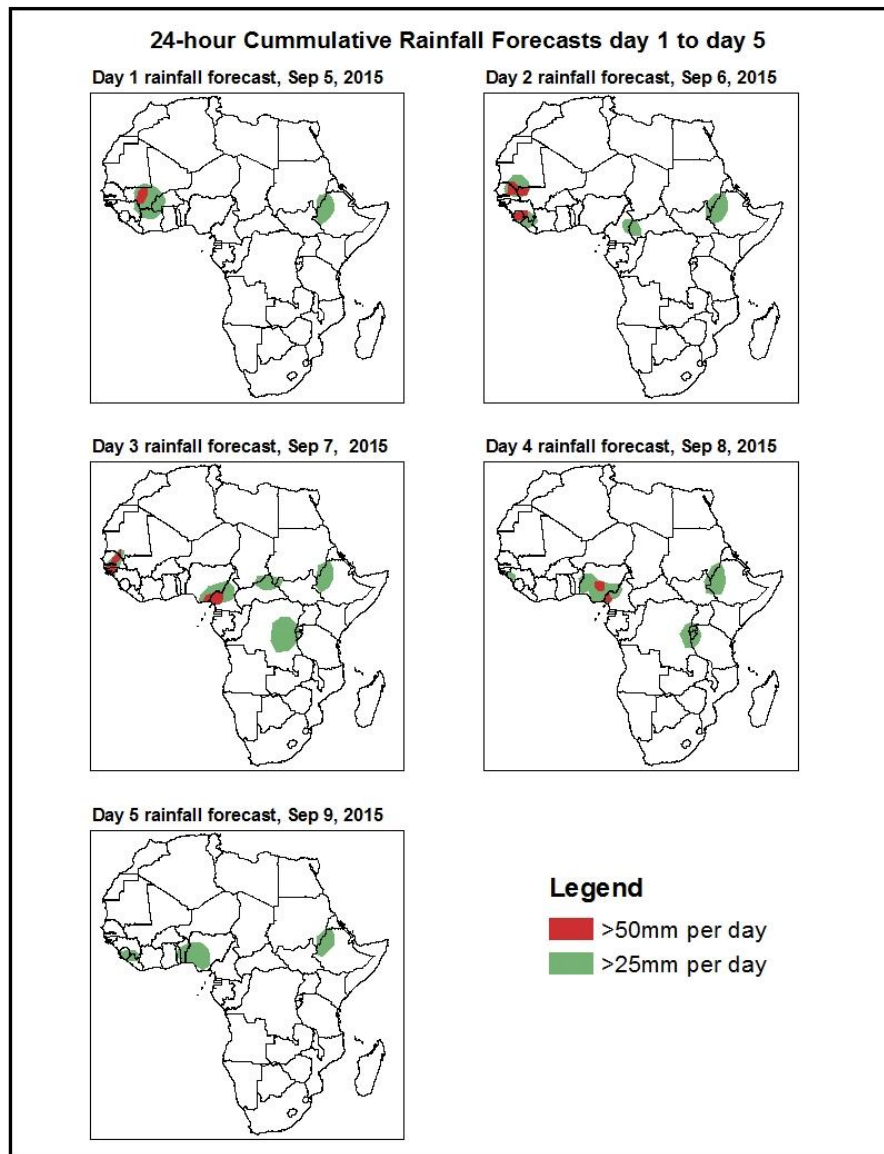 24-hour Cummulative Rainfall Forecasts day 1 to day 5
Day 1 rainfall forecast, Sep 5, 2015
Day 2 rainfall forecast, Sep 6, 2015
Day 3 rainfall forecast, Sep 7, 2015
Day 4 rainfall forecast, Sep 8, 2015
Day 5 rainfall forecast, Sep 9, 2015
Legend
>50mm per day
>25mm per day